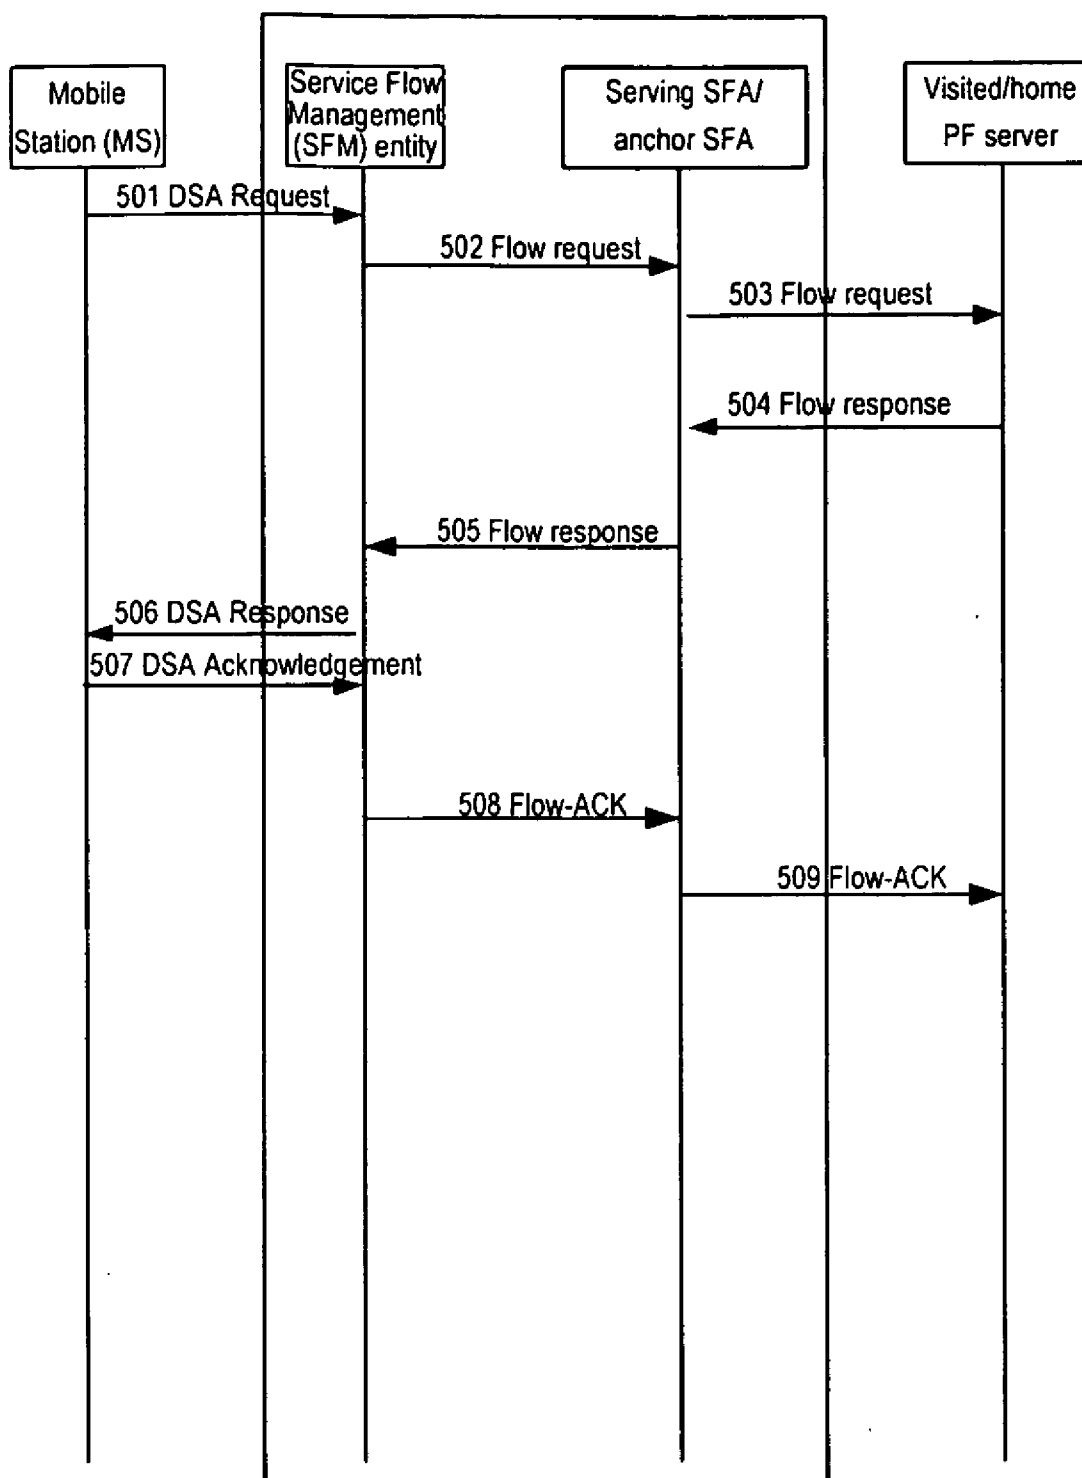 Mobile
Station (MS)
Service Flow
Management
(SFM) entity
Serving SFA/
anchor SFA
Visited/home
PF server
501 DSA Request
502 Flow request
503 Flow request
504 Flow response
505 Flow response
506 DSA Response
507 DSA Acknowledgement
508 Flow-ACK
509 Flow-ACK